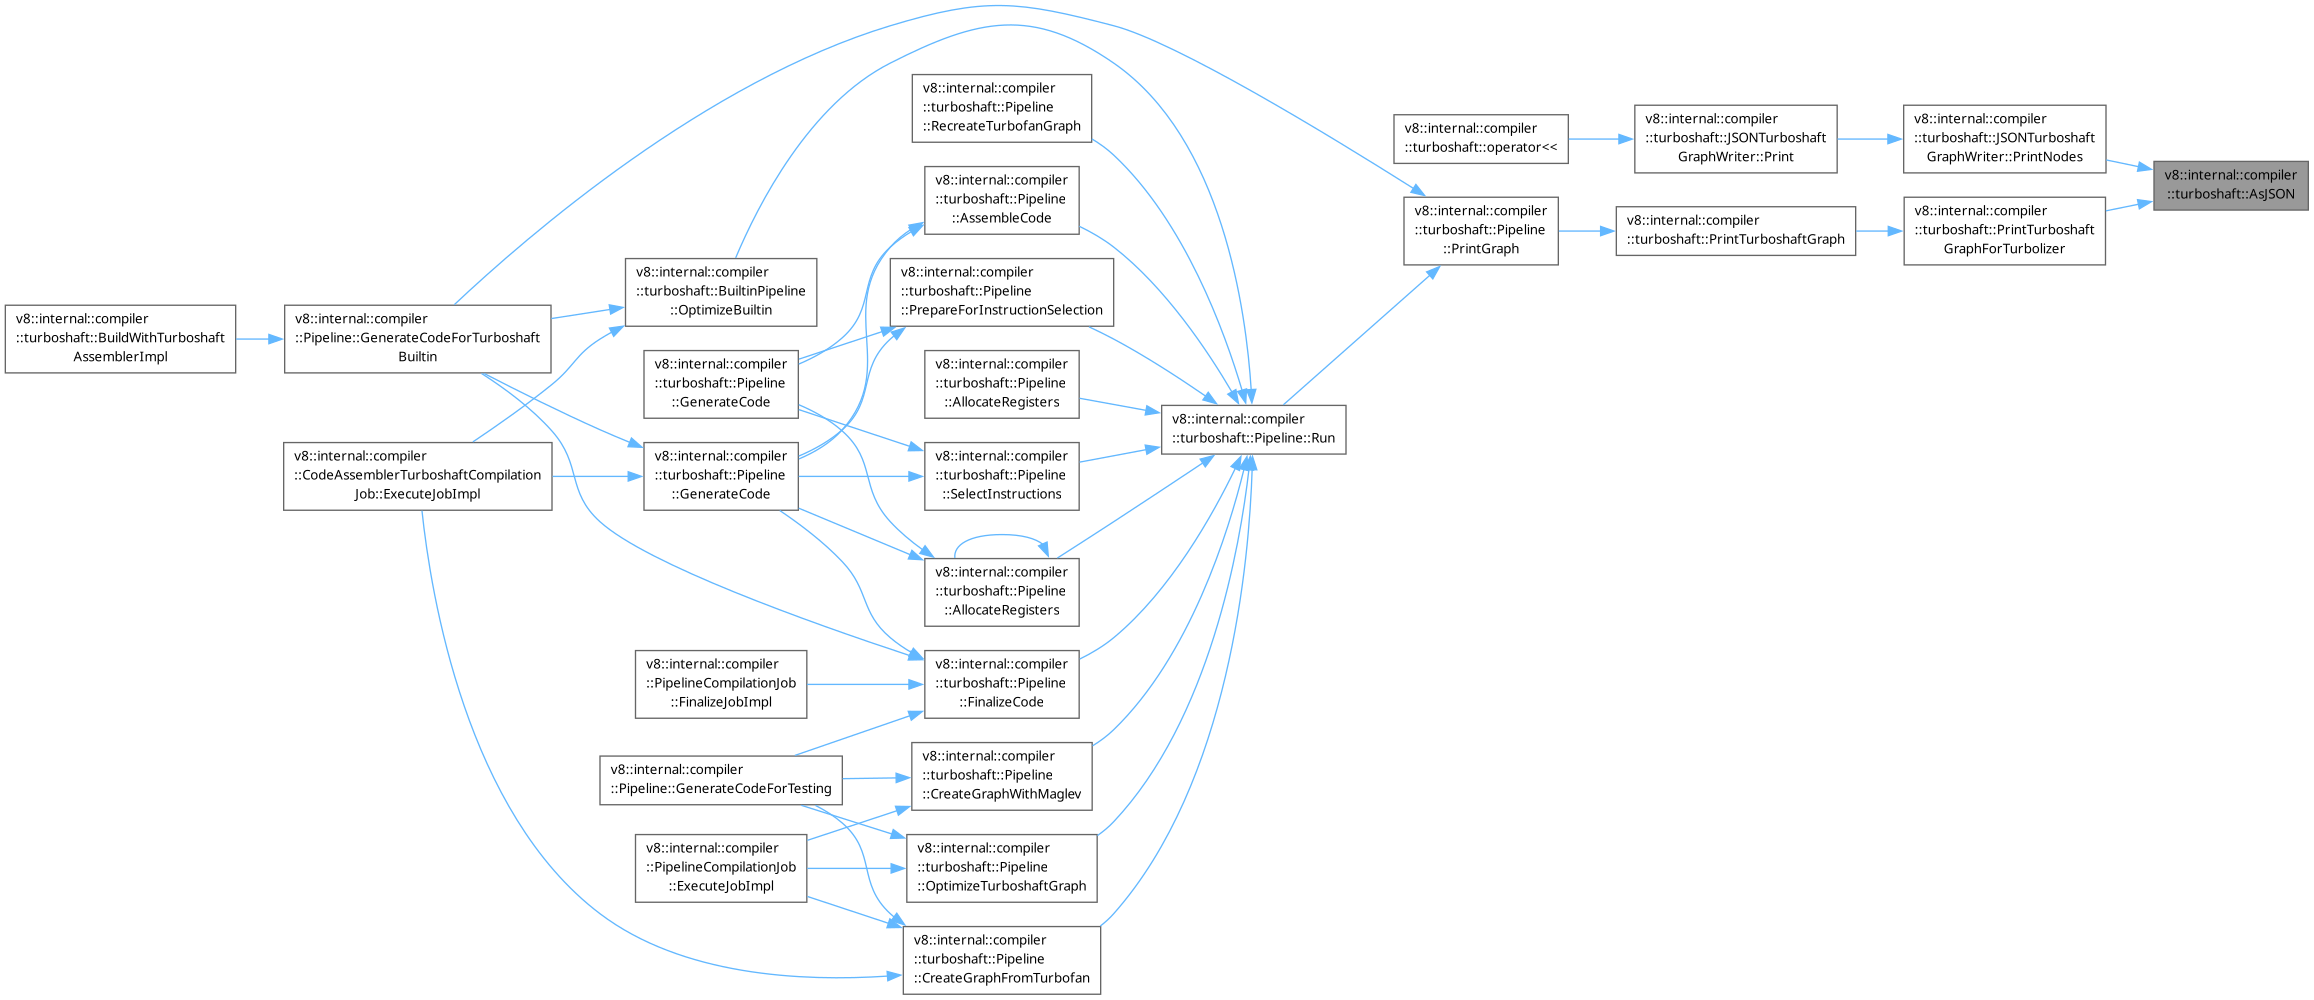 v8::internal::compiler
::turboshaft::BuildWithTurboshaft
AssemblerImpl
v8::internal::compiler
::Pipeline::GenerateCodeForTurboshaft
Builtin
v8::internal::compiler
::CodeAssemblerTurboshaftCompilation
Job::ExecuteJobImpl
v8::internal::compiler
::turboshaft::BuiltinPipeline
::OptimizeBuiltin
v8::internal::compiler
::turboshaft::Pipeline
::GenerateCode
v8::internal::compiler
::turboshaft::Pipeline
::GenerateCode
v8::internal::compiler
::PipelineCompilationJob
::FinalizeJobImpl
v8::internal::compiler
::Pipeline::GenerateCodeForTesting
v8::internal::compiler
::PipelineCompilationJob
::ExecuteJobImpl
v8::internal::compiler
::turboshaft::Pipeline
::RecreateTurbofanGraph
v8::internal::compiler
::turboshaft::Pipeline
::AssembleCode
v8::internal::compiler
::turboshaft::Pipeline
::PrepareForInstructionSelection
v8::internal::compiler
::turboshaft::Pipeline
::AllocateRegisters
v8::internal::compiler
::turboshaft::Pipeline
::SelectInstructions
v8::internal::compiler
::turboshaft::Pipeline
::AllocateRegisters
v8::internal::compiler
::turboshaft::Pipeline
::FinalizeCode
v8::internal::compiler
::turboshaft::Pipeline
::CreateGraphWithMaglev
v8::internal::compiler
::turboshaft::Pipeline
::OptimizeTurboshaftGraph
v8::internal::compiler
::turboshaft::Pipeline
::CreateGraphFromTurbofan
v8::internal::compiler
::turboshaft::Pipeline::Run
v8::internal::compiler
::turboshaft::operator<<
v8::internal::compiler
::turboshaft::Pipeline
::PrintGraph
v8::internal::compiler
::turboshaft::JSONTurboshaft
GraphWriter::Print
v8::internal::compiler
::turboshaft::PrintTurboshaftGraph
v8::internal::compiler
::turboshaft::JSONTurboshaft
GraphWriter::PrintNodes
v8::internal::compiler
::turboshaft::PrintTurboshaft
GraphForTurbolizer
v8::internal::compiler
::turboshaft::AsJSON